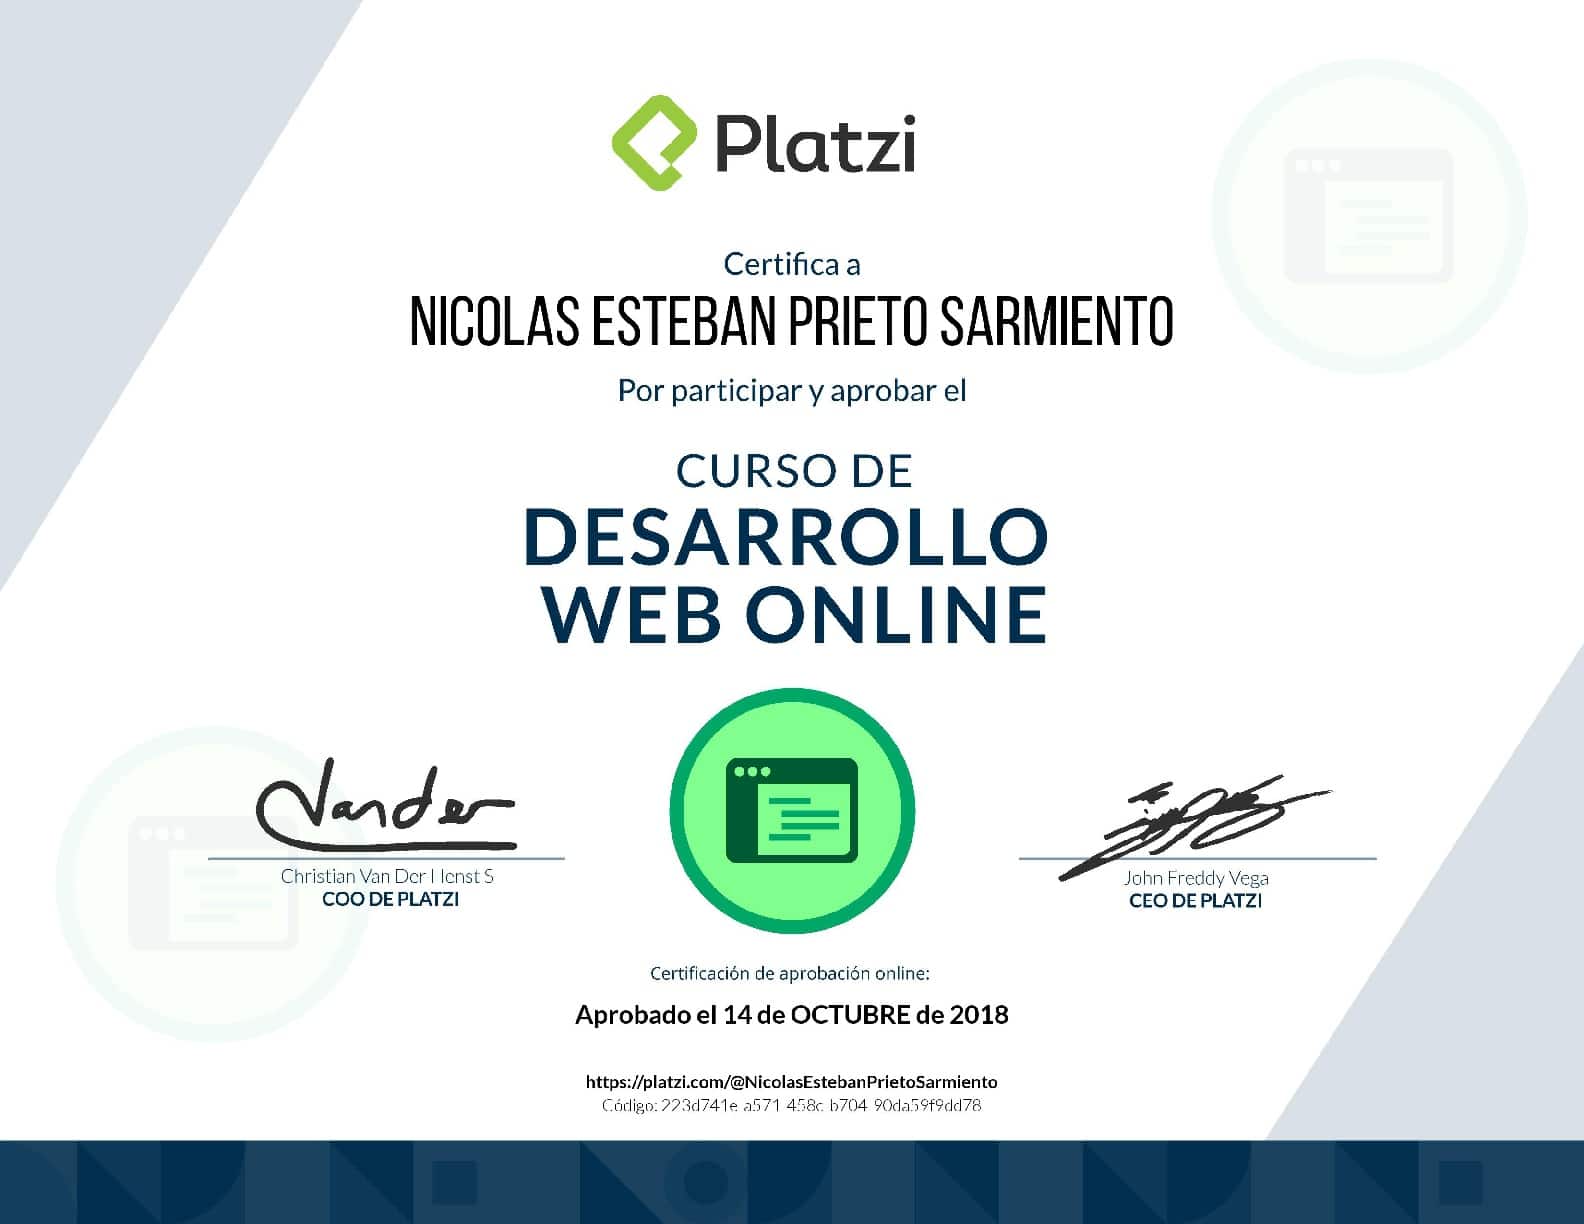 Platzi
Certifica a
NICOLAS ESTEBAN PRIETO SARMIENTO
Por participar y aprobar el
CURSO DE
DESARROLLO
WEB ONLINE
Vander
Christian Van Der Henst S
COO DE PLATZI
John Freddy Vega
CEO DE PLATZI
Certificación de aprobación online:
Aprobado el 14 de OCTUBRE de 2018
https://platzi.com/@NicolasEstebanPrietoSarmiento
Código: 223d741e-a571-458c-b704-90da59f9dd78